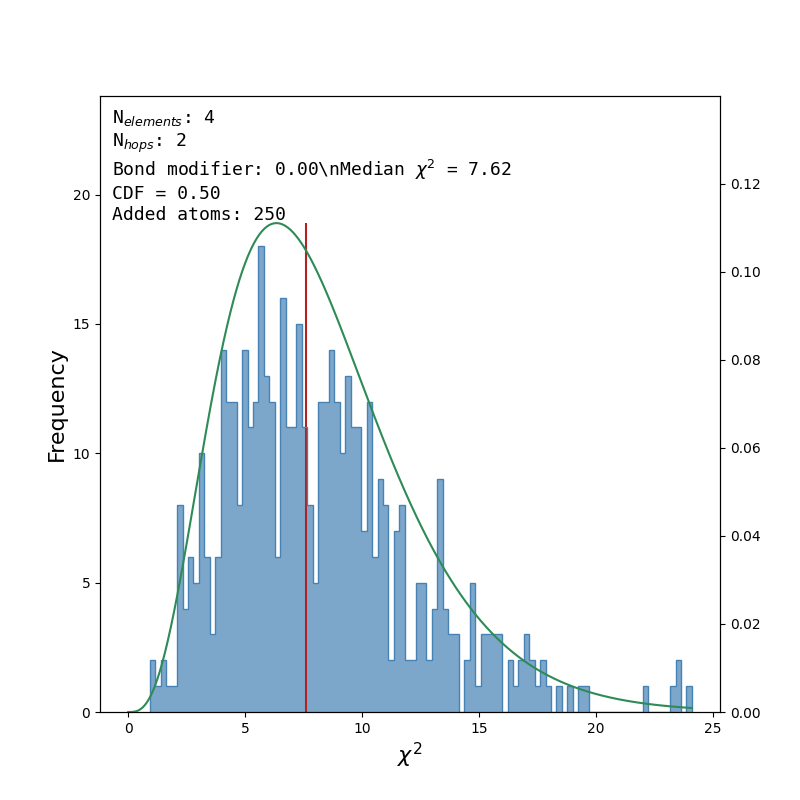 N_elements: 4
N_hops: 2
Bond modifier: 0.00\nMedian χ² = 7.62
CDF = 0.50
Added atoms: 250
20
15
10
5
0
Frequency
0.12
0.10
0.08
0.06
0.04
0.02
0.00
0 5 10 15 20 25
χ²